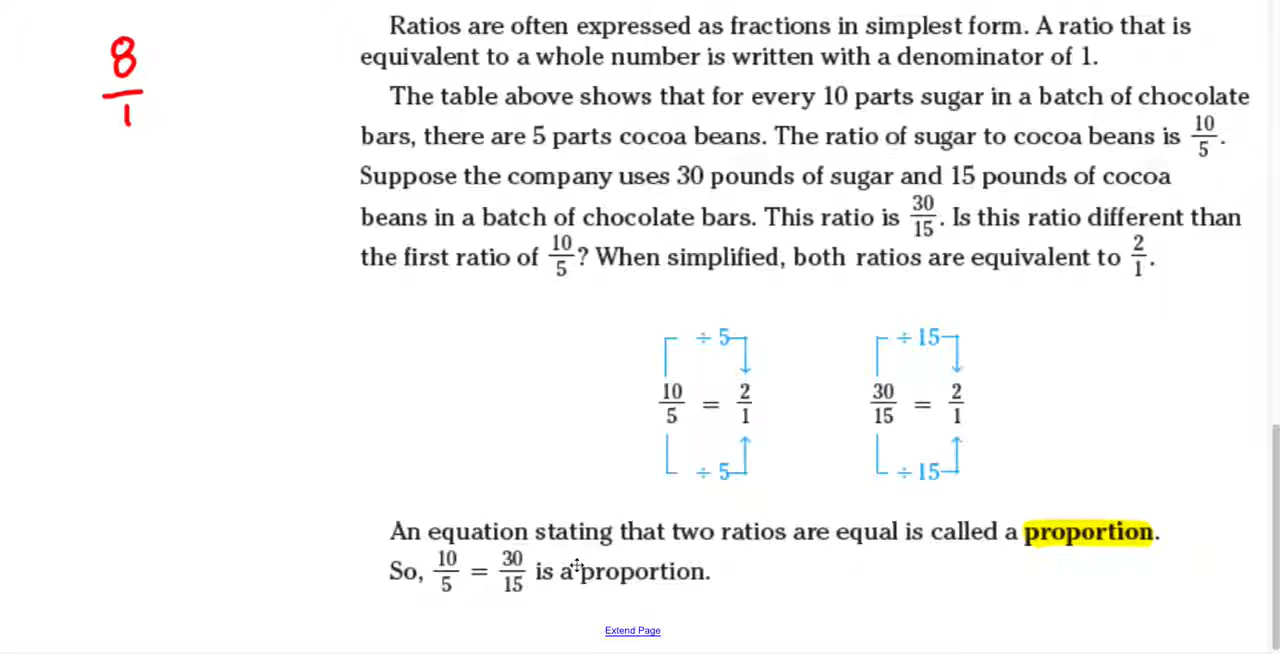 8/1
Ratios are often expressed as fractions in simplest form. A ratio that is
equivalent to a whole number is written with a denominator of 1.
The table above shows that for every 10 parts sugar in a batch of chocolate
bars, there are 5 parts cocoa beans. The ratio of sugar to cocoa beans is 10/5.
Suppose the company uses 30 pounds of sugar and 15 pounds of cocoa
beans in a batch of chocolate bars. This ratio is 30/15. Is this ratio different than
the first ratio of 10/5? When simplified, both ratios are equivalent to 2/1.
÷ 5 ÷ 15
10/5 = 2/1 30/15 = 2/1
÷ 5 ÷ 15
An equation stating that two ratios are equal is called a proportion.
So, 10/5 = 30/15 is a proportion.
Extend Page